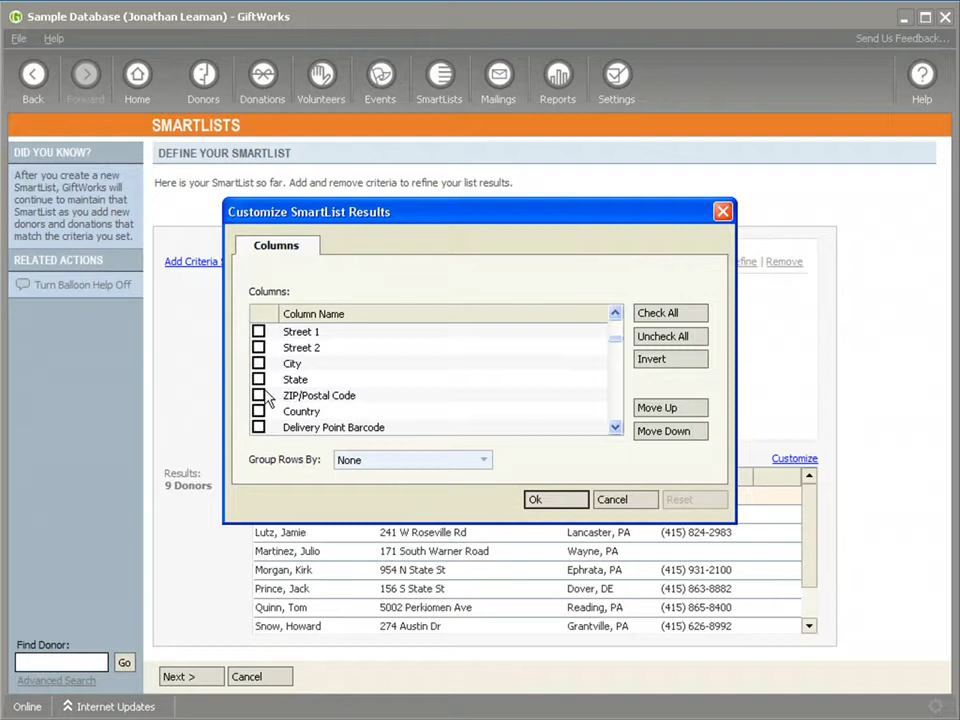 Sample Database (Jonathan Leaman) - GiftWorks
File Help Send Us Feedback...
Back Forward Home Donors Donations Volunteers Events SmartLists Mailings Reports Settings Help
SMARTLISTS
DID YOU KNOW?
After you create a new
SmartList, GiftWorks will
continue to maintain that
SmartList as you add new
donors and donations that
match the criteria you set.
RELATED ACTIONS
Turn Balloon Help Off
DEFINE YOUR SMARTLIST
Here is your SmartList so far. Add and remove criteria to refine your list results.
Add Criteria
Remove
Customize SmartList Results
Columns
Columns:
Column Name
Street 1
Street 2
City
State
ZIP/Postal Code
Country
Delivery Point Barcode
Check All
Uncheck All
Invert
Move Up
Move Down
Group Rows By: None
Ok Cancel Reset
Customize
Results:
9 Donors
Lutz, Jamie 241 W Roseville Rd Lancaster, PA (415) 824-2983
Martinez, Julio 171 South Warner Road Wayne, PA
Morgan, Kirk 954 N State St Ephrata, PA (415) 931-2100
Prince, Jack 156 S State St Dover, DE (415) 863-8882
Quinn, Tom 5002 Perkiomen Ave Reading, PA (415) 865-8400
Snow, Howard 274 Austin Dr Grantville, PA (415) 626-8992
Find Donor:
Go
Advanced Search
Next > Cancel
Online Internet Updates